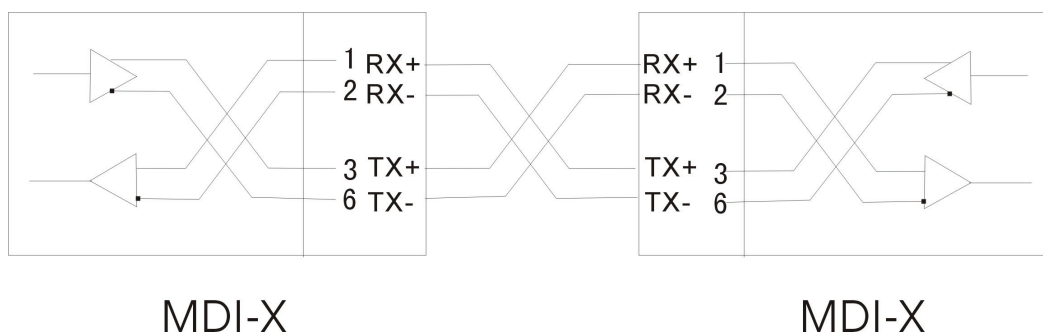 1 RX+ RX+ 1
2 RX- RX- 2
3 TX+ TX+ 3
6 TX- TX- 6
MDI-X MDI-X